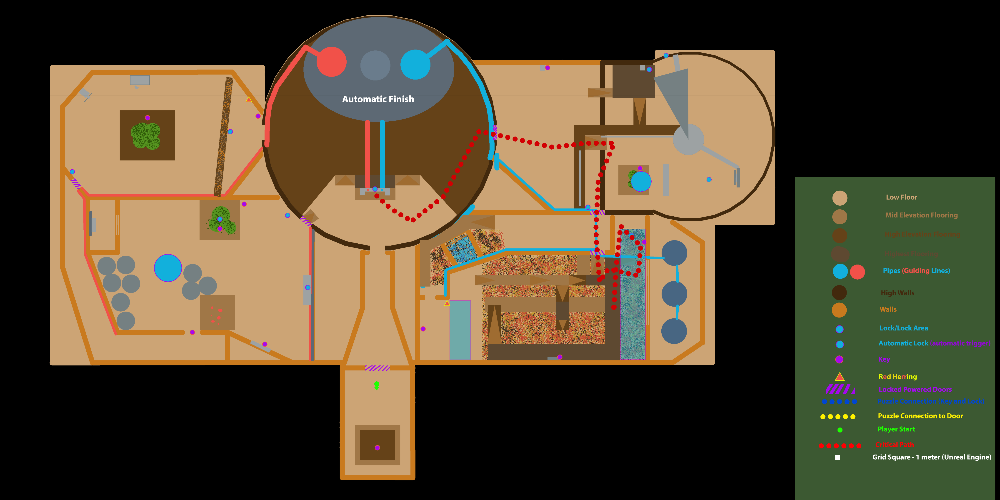 Automatic Finish
Low Floor
Mid Elevation Flooring
High Elevation Flooring
Highest Flooring
Pipes (Guiding Lines)
High Walls
Walls
Lock/Lock Area
Automatic Lock (automatic trigger)
Key
Red Herring
Locked Powered Doors
Puzzle Connection (Key and Lock)
Puzzle Connection to Door
Player Start
Critical Path
Grid Square - 1 meter (Unreal Engine)